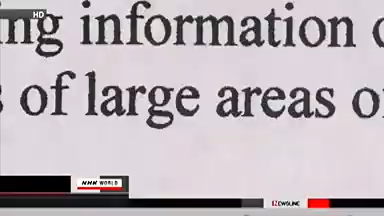 HD
ing information
s of large areas o
NHK WORLD
NEWSLINE